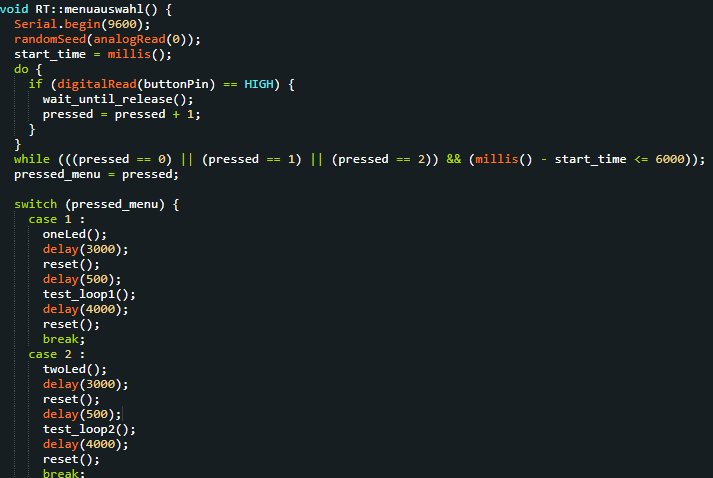 void RT::menuauswahl() {
Serial.begin(9600);
randomSeed(analogRead(0));
start_time = millis();
do {
if (digitalRead(buttonPin) == HIGH) {
wait_until_release();
pressed = pressed + 1;
}
}
while (((pressed == 0) || (pressed == 1) || (pressed == 2)) && (millis() - start_time <= 6000));
pressed_menu = pressed;
switch (pressed_menu) {
case 1 :
oneLed();
delay(3000);
reset();
delay(500);
test_loop1();
delay(4000);
reset();
break;
case 2 :
twoLed();
delay(3000);
reset();
delay(500);
test_loop2();
delay(4000);
reset();
break;